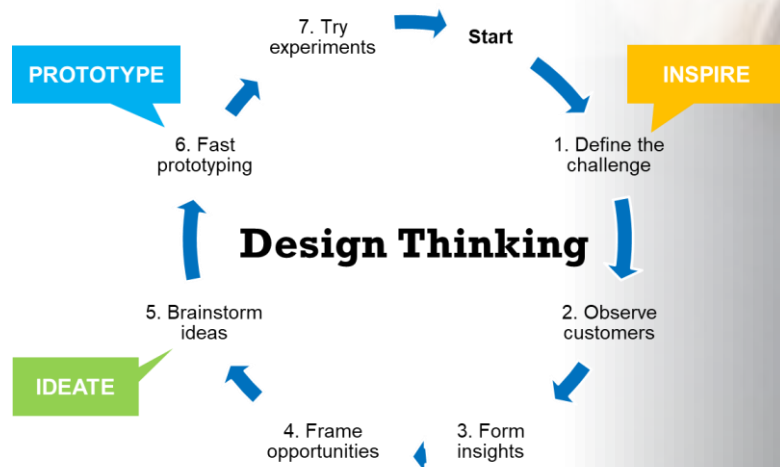 7. Try
experiments
Start
PROTOTYPE
INSPIRE
6. Fast
prototyping
1. Define the
challenge
Design Thinking
5. Brainstorm
ideas
2. Observe
customers
IDEATE
4. Frame
opportunities
3. Form
insights